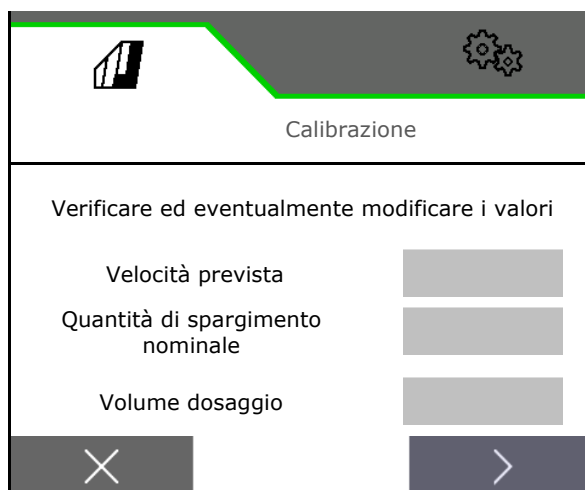 Calibrazione
Verificare ed eventualmente modificare i valori
Velocità prevista
Quantità di spargimento
nominale
Volume dosaggio